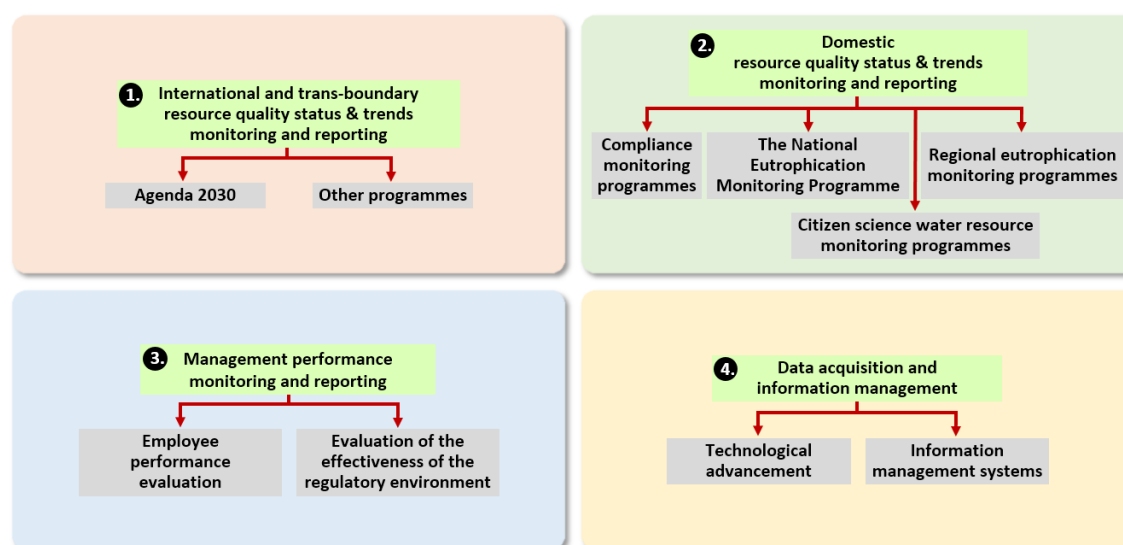 1.
International and trans-boundary
resource quality status & trends
monitoring and reporting
Agenda 2030
Other programmes
2.
Domestic
resource quality status & trends
monitoring and reporting
Compliance
monitoring
programmes
The National
Eutrophication
Monitoring Programme
Regional eutrophication
monitoring programmes
Citizen science water resource
monitoring programmes
3.
Management performance
monitoring and reporting
Employee
performance
evaluation
Evaluation of the
effectiveness of the
regulatory environment
4.
Data acquisition and
information management
Technological
advancement
Information
management systems